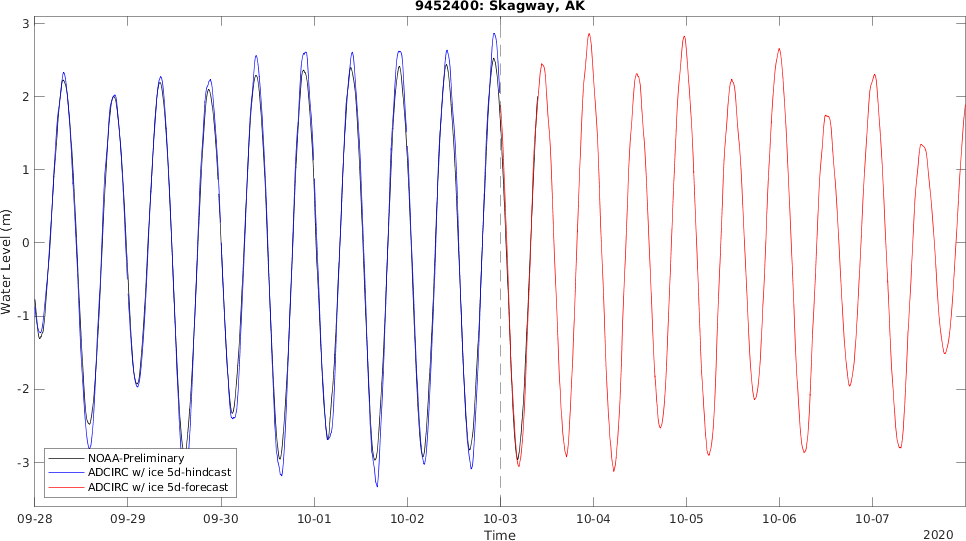 9452400: Skagway, AK
3
2
1
0
-1
-2
-3
Water Level (m)
NOAA-Preliminary
ADCIRC w/ ice 5d-hindcast
ADCIRC w/ ice 5d-forecast
09-28 09-29 09-30 10-01 10-02 10-03 10-04 10-05 10-06 10-07
Time
2020